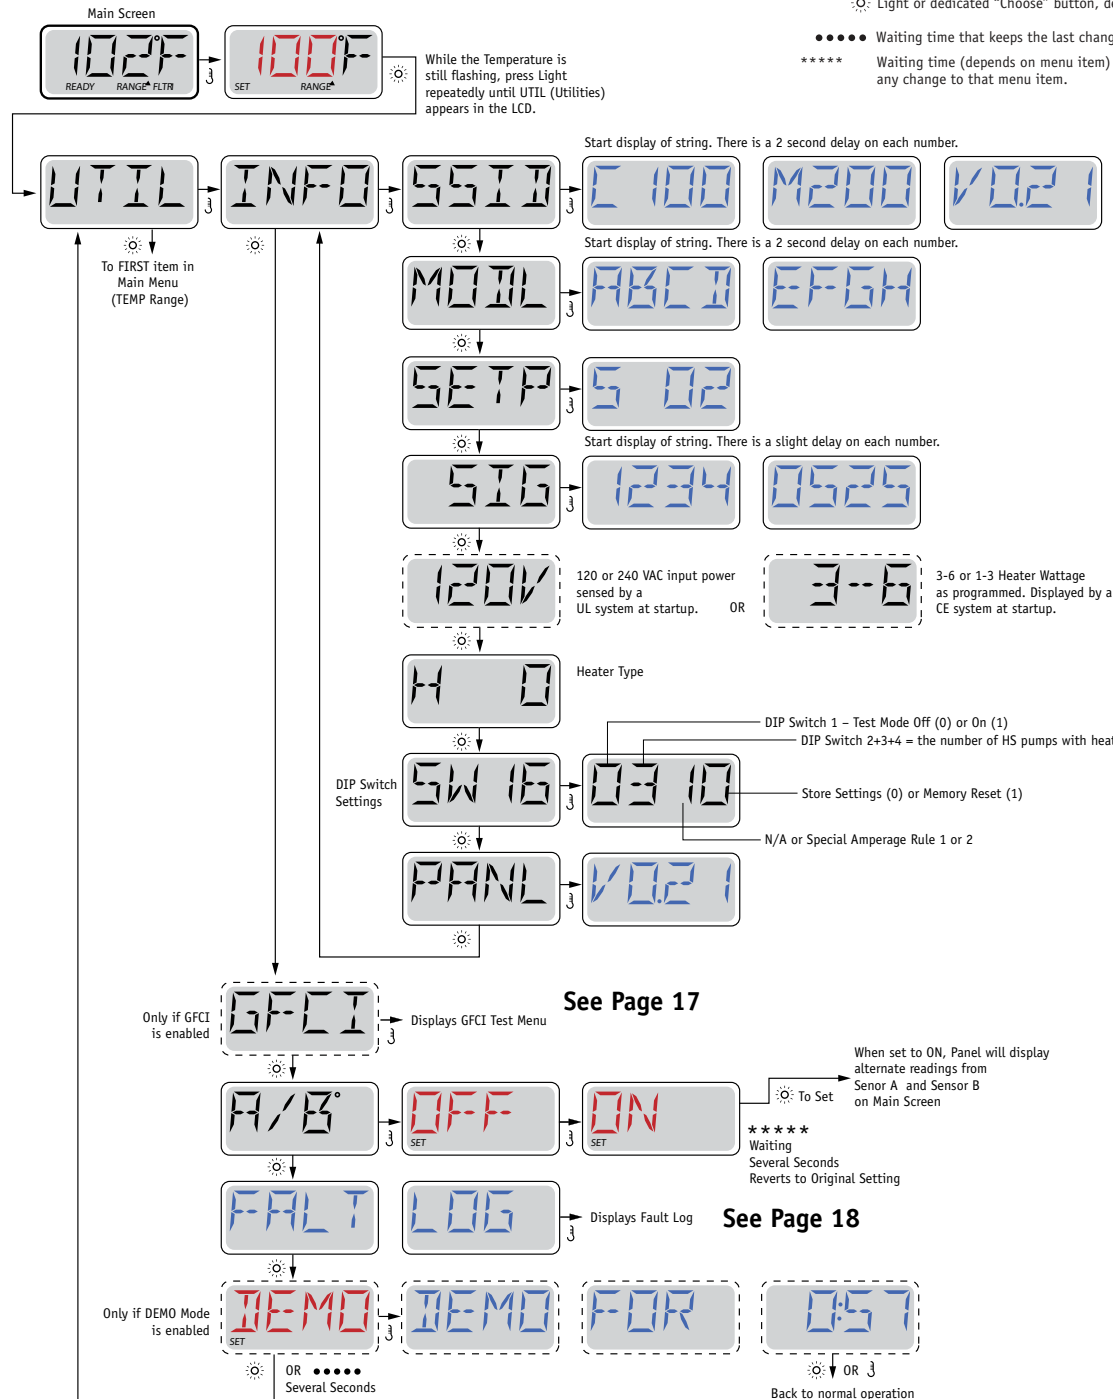 Main Screen
Light or dedicated "Choose" button,
102°F
READY RANGE FLTR1
100°F
SET RANGE
While the Temperature is
still flashing, press Light
repeatedly until UTIL (Utilities)
appears in the LCD.
••••• Waiting time that keeps the last
***** Waiting time (depends on menu item)
any change to that menu item.
Start display of string. There is a 2 second delay on each number.
UTIL
INFO
SSID
C100
M200
V0.21
To FIRST item in
Main Menu
(TEMP Range)
Start display of string. There is a 2 second delay on each number.
MODL
ABCD
EFGH
SETP
S 02
Start display of string. There is a slight delay on each number.
SIG
1234
0525
120V
120 or 240 VAC input power
sensed by a
UL system at startup.
OR
3-6
3-6 or 1-3 Heater Wattage
as programmed. Displayed by a
CE system at startup.
H 0
Heater Type
DIP Switch 1 – Test Mode Off (0) or On (1)
DIP Switch 2+3+4 = the number of HS pumps with
DIP Switch
Settings
SW 16
0310
Store Settings (0) or Memory Reset (1)
N/A or Special Amperage Rule 1 or 2
PANL
V0.21
Only if GFCI
is enabled
GFCI
Displays GFCI Test Menu
See Page 17
A/B°
OFF
SET
ON
SET
To Set
When set to ON, Panel will display
alternate readings from
Senor A and Sensor B
on Main Screen
*****
Waiting
Several Seconds
Reverts to Original Setting
FALT
LOG
Displays Fault Log
See Page 18
Only if DEMO Mode
is enabled
DEMO
SET
DEMO
FOR
0:57
OR •••••
Several Seconds
OR
Back to normal operation